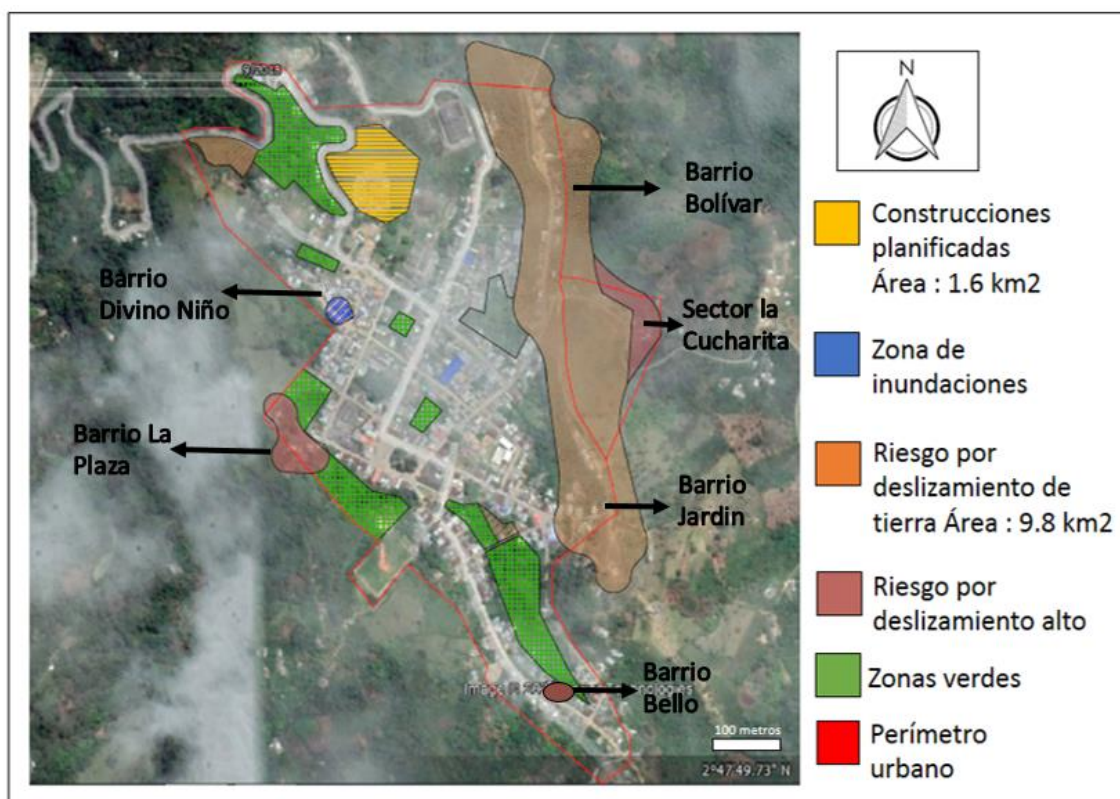 N
Barrio
Bolívar
Construcciones
planificadas
Área : 1.6 km2
Barrio
Divino Niño
Sector la
Cucharita
Zona de
inundaciones
Barrio La
Plaza
Riesgo por
deslizamiento de
tierra Área : 9.8 km2
Barrio
Jardin
Riesgo por
deslizamiento alto
Barrio
Bello
Zonas verdes
100 metros
Perímetro
urbano
2°47'49.73" N